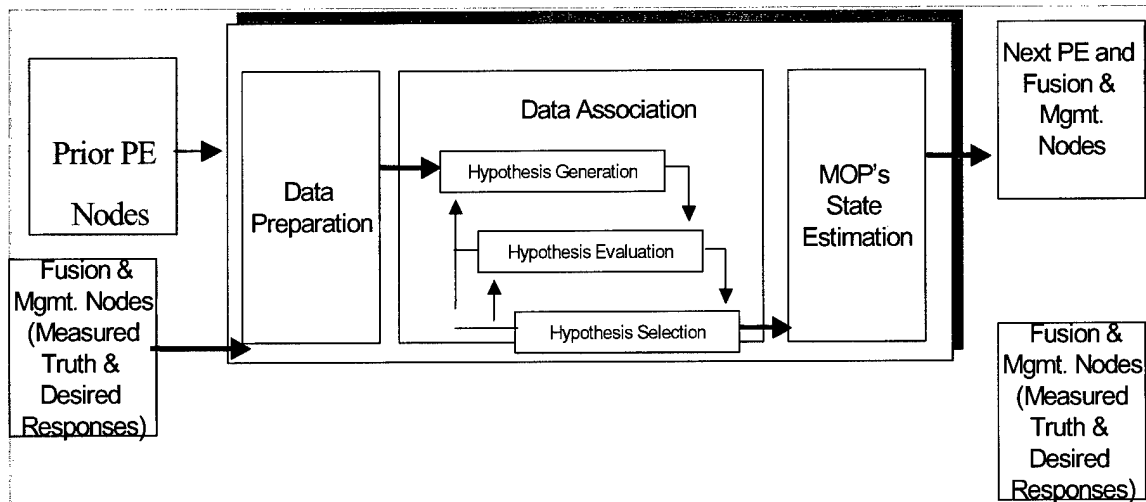 Prior PE
Nodes
Fusion &
Mgmt. Nodes
(Measured
Truth &
Desired
Responses)
Data
Preparation
Data Association
Hypothesis Generation
Hypothesis Evaluation
Hypothesis Selection
MOP's
State
Estimation
Next PE and
Fusion &
Mgmt.
Nodes
Fusion &
Mgmt. Nodes
(Measured
Truth &
Desired
Responses)